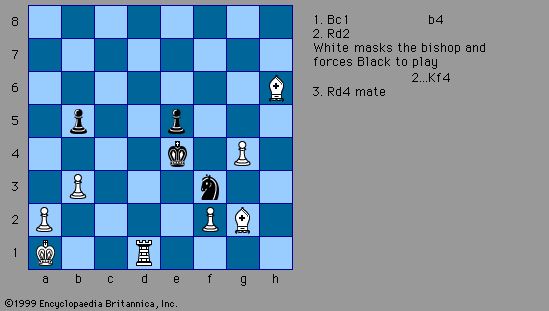 8
7
6
5
4
3
2
1
a b c d e f g h
1. Bc1 b4
2. Rd2
White masks the bishop and
forces Black to play
2...Kf4
3. Rd4 mate
©1999 Encyclopaedia Britannica, Inc.